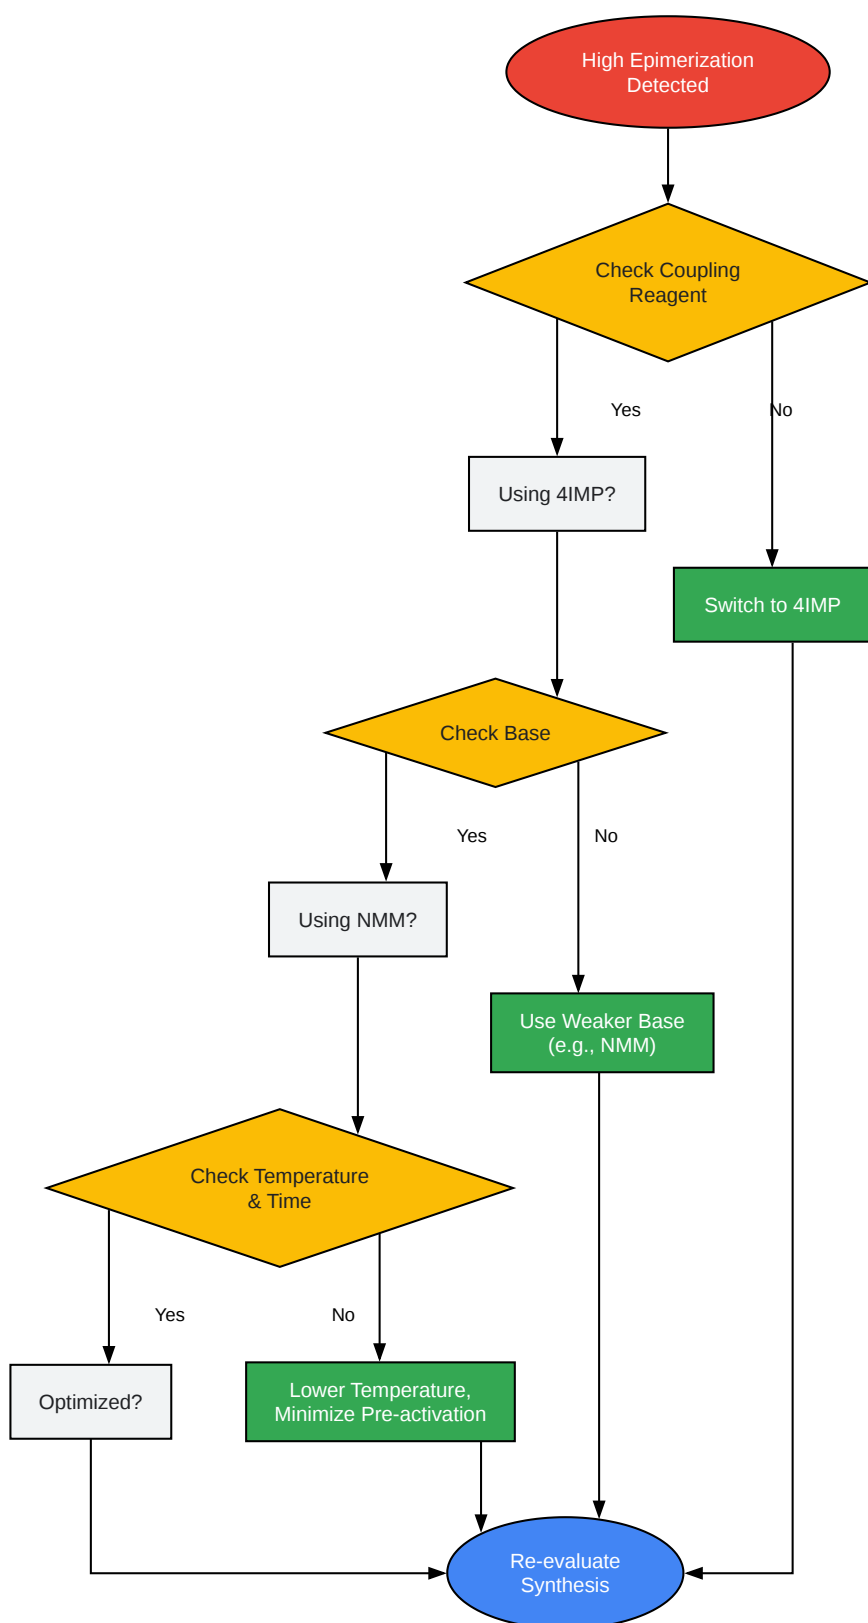 High Epimerization
Detected
Check Coupling
Reagent
Yes
No
Using 4IMP?
Switch to 4IMP
Check Base
Yes
No
Using NMM?
Use Weaker Base
(e.g., NMM)
Check Temperature
& Time
Yes
No
Optimized?
Lower Temperature,
Minimize Pre-activation
Re-evaluate
Synthesis